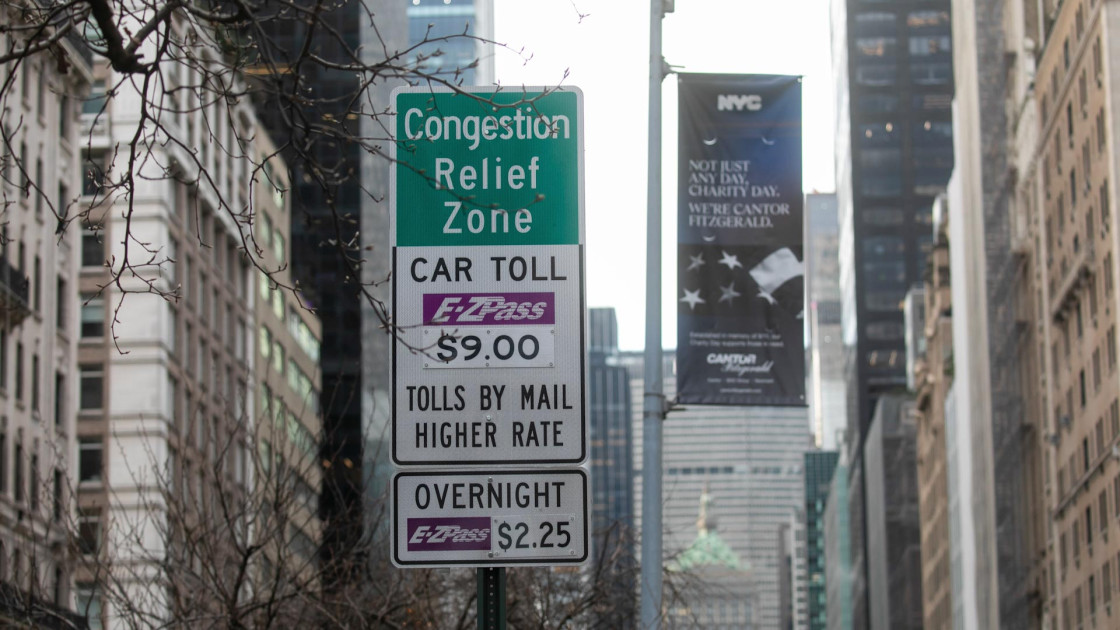 Congestion
Relief
Zone
CAR TOLL
E-ZPass
$9.00
TOLLS BY MAIL
HIGHER RATE
OVERNIGHT
E-ZPass $2.25
NYC
NOT JUST
ANY DAY,
CHARITY DAY.
WE'RE CANTOR
FITZGERALD.
CANTOR
Fitzgerald